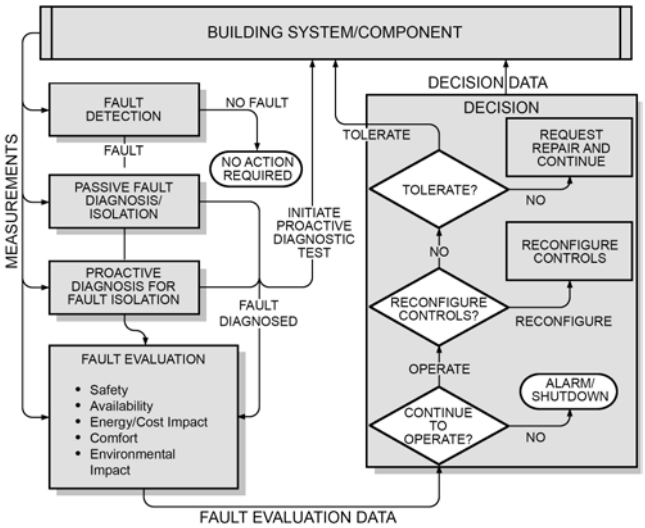 BUILDING SYSTEM/COMPONENT
MEASUREMENTS
FAULT
DETECTION
NO FAULT
NO ACTION
REQUIRED
FAULT
PASSIVE FAULT
DIAGNOSIS/
ISOLATION
PROACTIVE
DIAGNOSIS FOR
FAULT ISOLATION
INITIATE
PROACTIVE
DIAGNOSTIC
TEST
FAULT
DIAGNOSED
FAULT EVALUATION
• Safety
• Availability
• Energy/Cost Impact
• Comfort
• Environmental
Impact
FAULT EVALUATION DATA
DECISION DATA
DECISION
TOLERATE
TOLERATE?
NO
REQUEST
REPAIR AND
CONTINUE
NO
RECONFIGURE
CONTROLS?
RECONFIGURE
RECONFIGURE
CONTROLS
OPERATE
CONTINUE
TO
OPERATE?
NO
ALARM/
SHUTDOWN